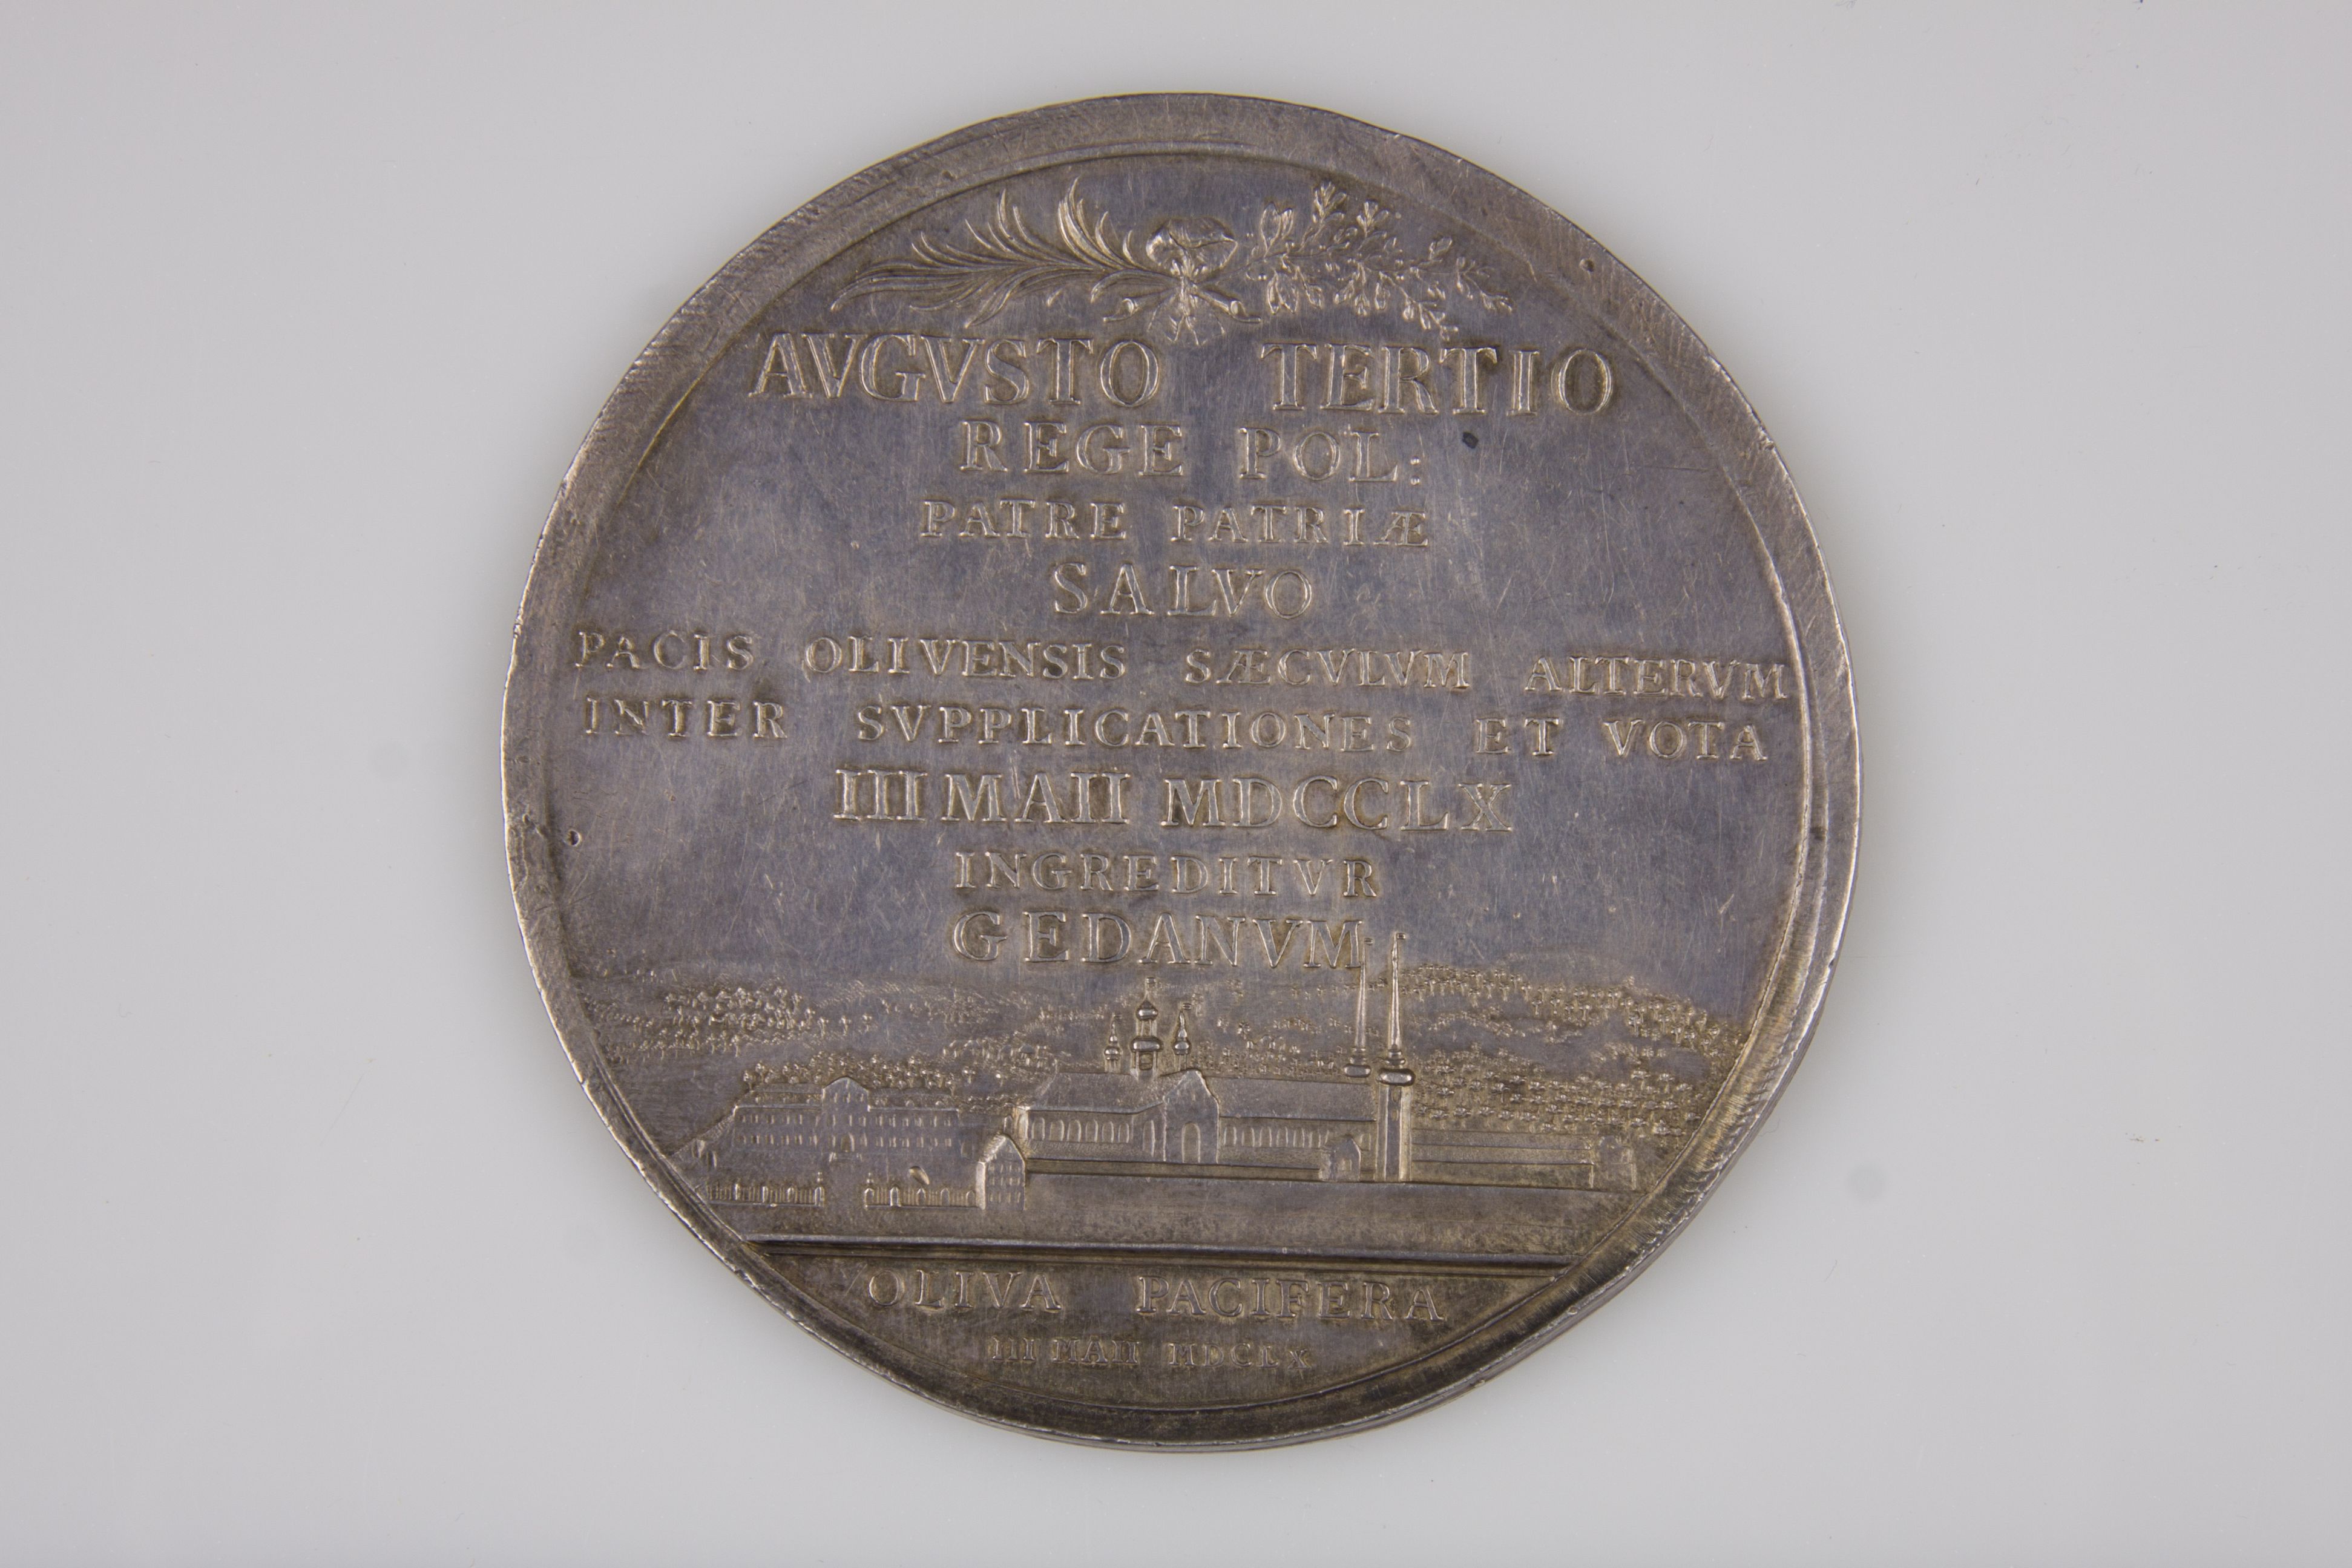 AVGVSTO TERTIO
REGE POL:
PATRE PATRIÆ
SALVO
PACIS OLIVENSIS SÆCVLVM ALTERVM
INTER SVPPLICATIONES ET VOTA
III MAII MDCCLX
INGREDITVR
GEDANVM
OLIVA PACIFERA
III MAII MDCLX